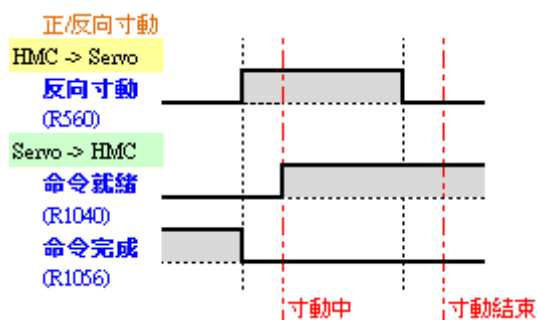 正/反向寸動
HMC -> Servo
反向寸動
(R560)
Servo -> HMC
命令就緒
(R1040)
命令完成
(R1056)
寸動中
寸動結束